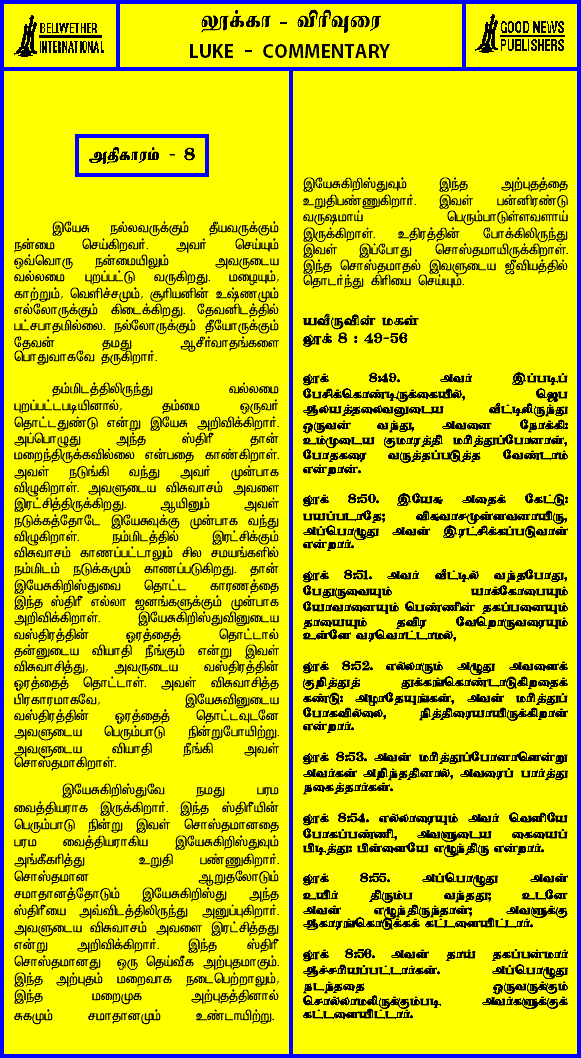 BELWETHER
INTERNATIONAL
லூக்கா - விரிவுரை
LUKE - COMMENTARY
GOOD NEWS
PUBLISHERS
அதிகாரம் - 8
இயேசு நல்லவருக்கும் தீயவருக்கும்
நன்மை செய்கிறவர். அவர் செய்யும்
ஒவ்வொரு நன்மையிலும் அவருடைய
வல்லமை புறப்பட்டு வருகிறது. மழையும்,
காற்றும், வெளிச்சமும், சூரியனின் உஷ்ணமும்
எல்லோருக்கும் கிடைக்கிறது. தேவனிடத்தில்
பட்சபாதமில்லை. நல்லோருக்கும் தீயோருக்கும்
தேவன் தமது ஆசீர்வாதங்களை
பொதுவாகவே தருகிறார்.
தம்மிடத்திலிருந்து வல்லமை
புறப்பட்டபடியினால், தம்மை ஒருவர்
தொட்டதுண்டு என்று இயேசு அறிவிக்கிறார்.
அப்பொழுது அந்த ஸ்திரீ தான்
மறைந்திருக்கவில்லை என்பதை காண்கிறாள்.
அவள் நடுங்கி வந்து அவர் முன்பாக
விழுகிறாள். அவளுடைய விசுவாசம் அவளை
இரட்சித்திருக்கிறது. ஆயினும் அவள்
நடுக்கத்தோடே இயேசுவுக்கு முன்பாக வந்து
விழுகிறாள். நம்மிடத்தில் இரட்சிக்கும்
விசுவாசம் காணப்பட்டாலும் சில சமயங்களில்
நம்மிடம் நடுக்கமும் காணப்படுகிறது. தான்
இயேசுகிறிஸ்துவை தொட்ட காரணத்தை
இந்த ஸ்திரீ எல்லா ஜனங்களுக்கும் முன்பாக
அறிவிக்கிறாள். இயேசுகிறிஸ்துவினுடைய
வஸ்திரத்தின் ஓரத்தைத் தொட்டால்
தன்னுடைய வியாதி நீங்கும் என்று இவள்
விசுவாசித்து, அவருடைய வஸ்திரத்தின்
ஓரத்தைத் தொட்டாள். அவள் விசுவாசித்த
பிரகாரமாகவே, இயேசுவினுடைய
வஸ்திரத்தின் ஓரத்தைத் தொட்டவுடனே
அவளுடைய பெரும்பாடு நின்றுபோயிற்று.
அவளுடைய வியாதி நீங்கி அவள்
சொஸ்தமாகிறாள்.
இயேசுகிறிஸ்துவே நமது பரம
வைத்தியராக இருக்கிறார். இந்த ஸ்திரீயின்
பெரும்பாடு நின்று இவள் சொஸ்தமானதை
பரம வைத்தியராகிய இயேசுகிறிஸ்துவும்
அங்கீகரித்து உறுதி பண்ணுகிறார்.
சொஸ்தமான ஆறுதலோடும்
சமாதானத்தோடும் இயேசுகிறிஸ்து அந்த
ஸ்திரீயை அவ்விடத்திலிருந்து அனுப்புகிறார்.
அவளுடைய விசுவாசம் அவளை இரட்சித்தது
என்று அறிவிக்கிறார். இந்த ஸ்திரீ
சொஸ்தமானது ஒரு தெய்வீக அற்புதமாகும்.
இந்த அற்புதம் மறைவாக நடைபெற்றாலும்,
இந்த மறைமுக அற்புதத்தினால்
சுகமும் சமாதானமும் உண்டாயிற்று.
இயேசுகிறிஸ்துவும் இந்த அற்புதத்தை
உறுதிபண்ணுகிறார். இவள் பன்னிரண்டு
வருஷமாய் பெரும்பாடுள்ளவளாய்
இருக்கிறாள். உதிரத்தின் போக்கிலிருந்து
இவள் இப்போது சொஸ்தமாயிருக்கிறாள்.
இந்த சொஸ்தமாதல் இவளுடைய ஜீவியத்தில்
தொடர்ந்து கிரியை செய்யும்.
யவீருவின் மகள்
லூக் 8 : 49-56
லூக் 8:49. அவர் இப்படிப்
பேசிக்கொண்டிருக்கையில், ஜெப
ஆலயத்தலைவனுடைய வீட்டிலிருந்து
ஒருவன் வந்து, அவனை நோக்கி:
உம்முடைய குமாரத்தி மரித்துப்போனாள்,
போதகரை வருத்தப்படுத்த வேண்டாம்
என்றான்.
லூக் 8:50. இயேசு அதைக் கேட்டு:
பயப்படாதே; விசுவாசமுள்ளவனாயிரு,
அப்பொழுது அவள் இரட்சிக்கப்படுவாள்
என்றார்.
லூக் 8:51. அவர் வீட்டில் வந்தபோது,
பேதுருவையும் யாக்கோபையும்
யோவானையும் பெண்ணின் தகப்பனையும்
தாயையும் தவிர வேறொருவரையும்
உள்ளே வரவொட்டாமல்,
லூக் 8:52. எல்லாரும் அழுது அவளைக்
குறித்துத் துக்கங்கொண்டாடுகிறதைக்
கண்டு: அழாதேயுங்கள், அவள் மரித்துப்
போகவில்லை, நித்திரையாயிருக்கிறாள்
என்றார்.
லூக் 8:53. அவள் மரித்துப்போனாளென்று
அவர்கள் அறிந்ததினால், அவரைப் பார்த்து
நகைத்தார்கள்.
லூக் 8:54. எல்லாரையும் அவர் வெளியே
போகப்பண்ணி, அவளுடைய கையைப்
பிடித்து: பிள்ளையே எழுந்திரு என்றார்.
லூக் 8:55. அப்பொழுது அவள்
உயிர் திரும்ப வந்தது; உடனே
அவள் எழுந்திருந்தாள்; அவளுக்கு
ஆகாரங்கொடுக்கக் கட்டளையிட்டார்.
லூக் 8:56. அவள் தாய் தகப்பன்மார்
ஆச்சரியப்பட்டார்கள். அப்பொழுது
நடந்ததை ஒருவருக்கும்
சொல்லாமலிருக்கும்படி அவர்களுக்குக்
கட்டளையிட்டார்.